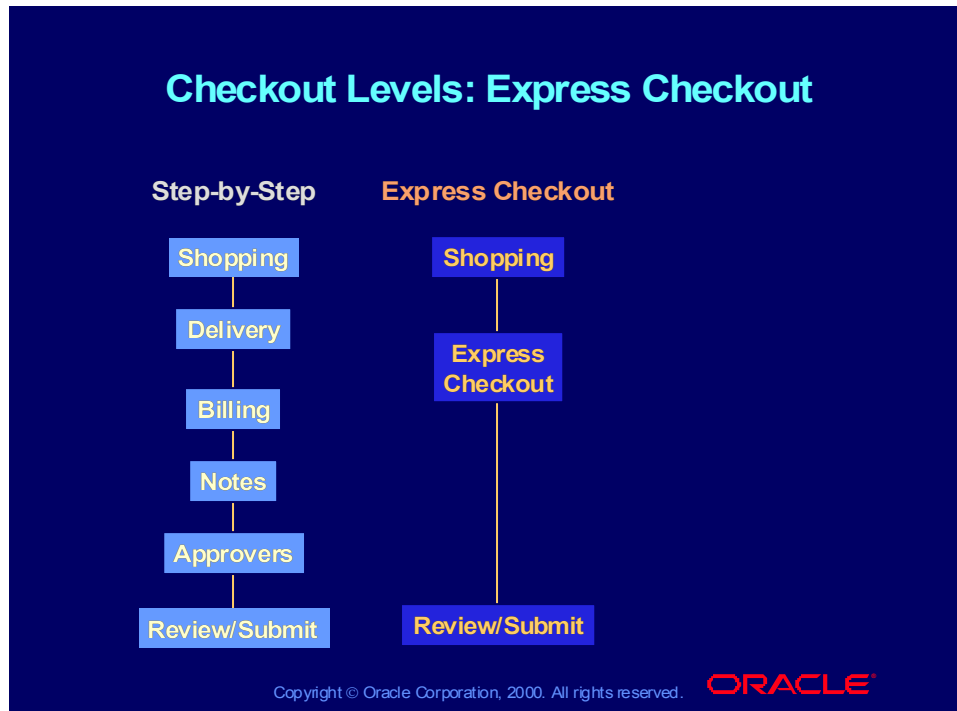 Checkout Levels: Express Checkout
Step-by-Step
Shopping
Delivery
Billing
Notes
Approvers
Review/Submit
Express Checkout
Shopping
Express
Checkout
Review/Submit
Copyright © Oracle Corporation, 2000. All rights reserved.
ORACLE®